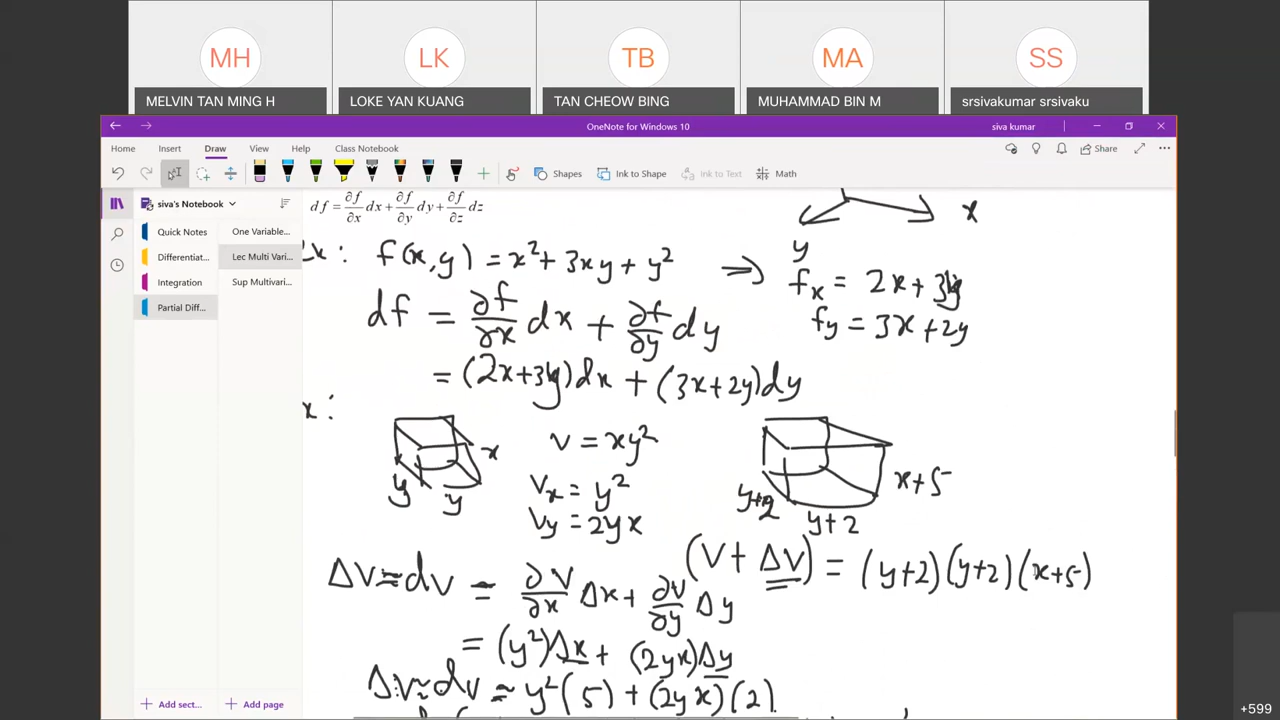 MH LK TB MA SS
MELVIN TAN MING H LOKE YAN KUANG TAN CHEOW BING MUHAMMAD BIN M srsivakumar srsivaku
OneNote for Windows 10 siva kumar
Home Insert Draw View Help Class Notebook Share
Shapes Ink to Shape Ink to Text Math
siva's Notebook
Quick Notes
Differentiat...
Integration
Partial Diff...
One Variable...
Lec Multi Vari...
Sup Multivari...
df = ∂f/∂x dx + ∂f/∂y dy + ∂f/∂z dz
x
y
x : f(x,y) = x² + 3xy + y² ⇒ fx = 2x + 3y
fy = 3x + 2y
df = ∂f/∂x dx + ∂f/∂y dy
= (2x+3y)dx + (3x+2y)dy
x :
x
y y
V = xy²
Vx = y²
Vy = 2yx
x+5
y+2 y+2
(V + ΔV) = (y+2)(y+2)(x+5)
ΔV ≈ dV = ∂V/∂x Δx + ∂V/∂y Δy
= (y²)Δx + (2yx)Δy
ΔV ≈ dV ≈ y²(5) + (2yx)(2)
Add sect... Add page
+599